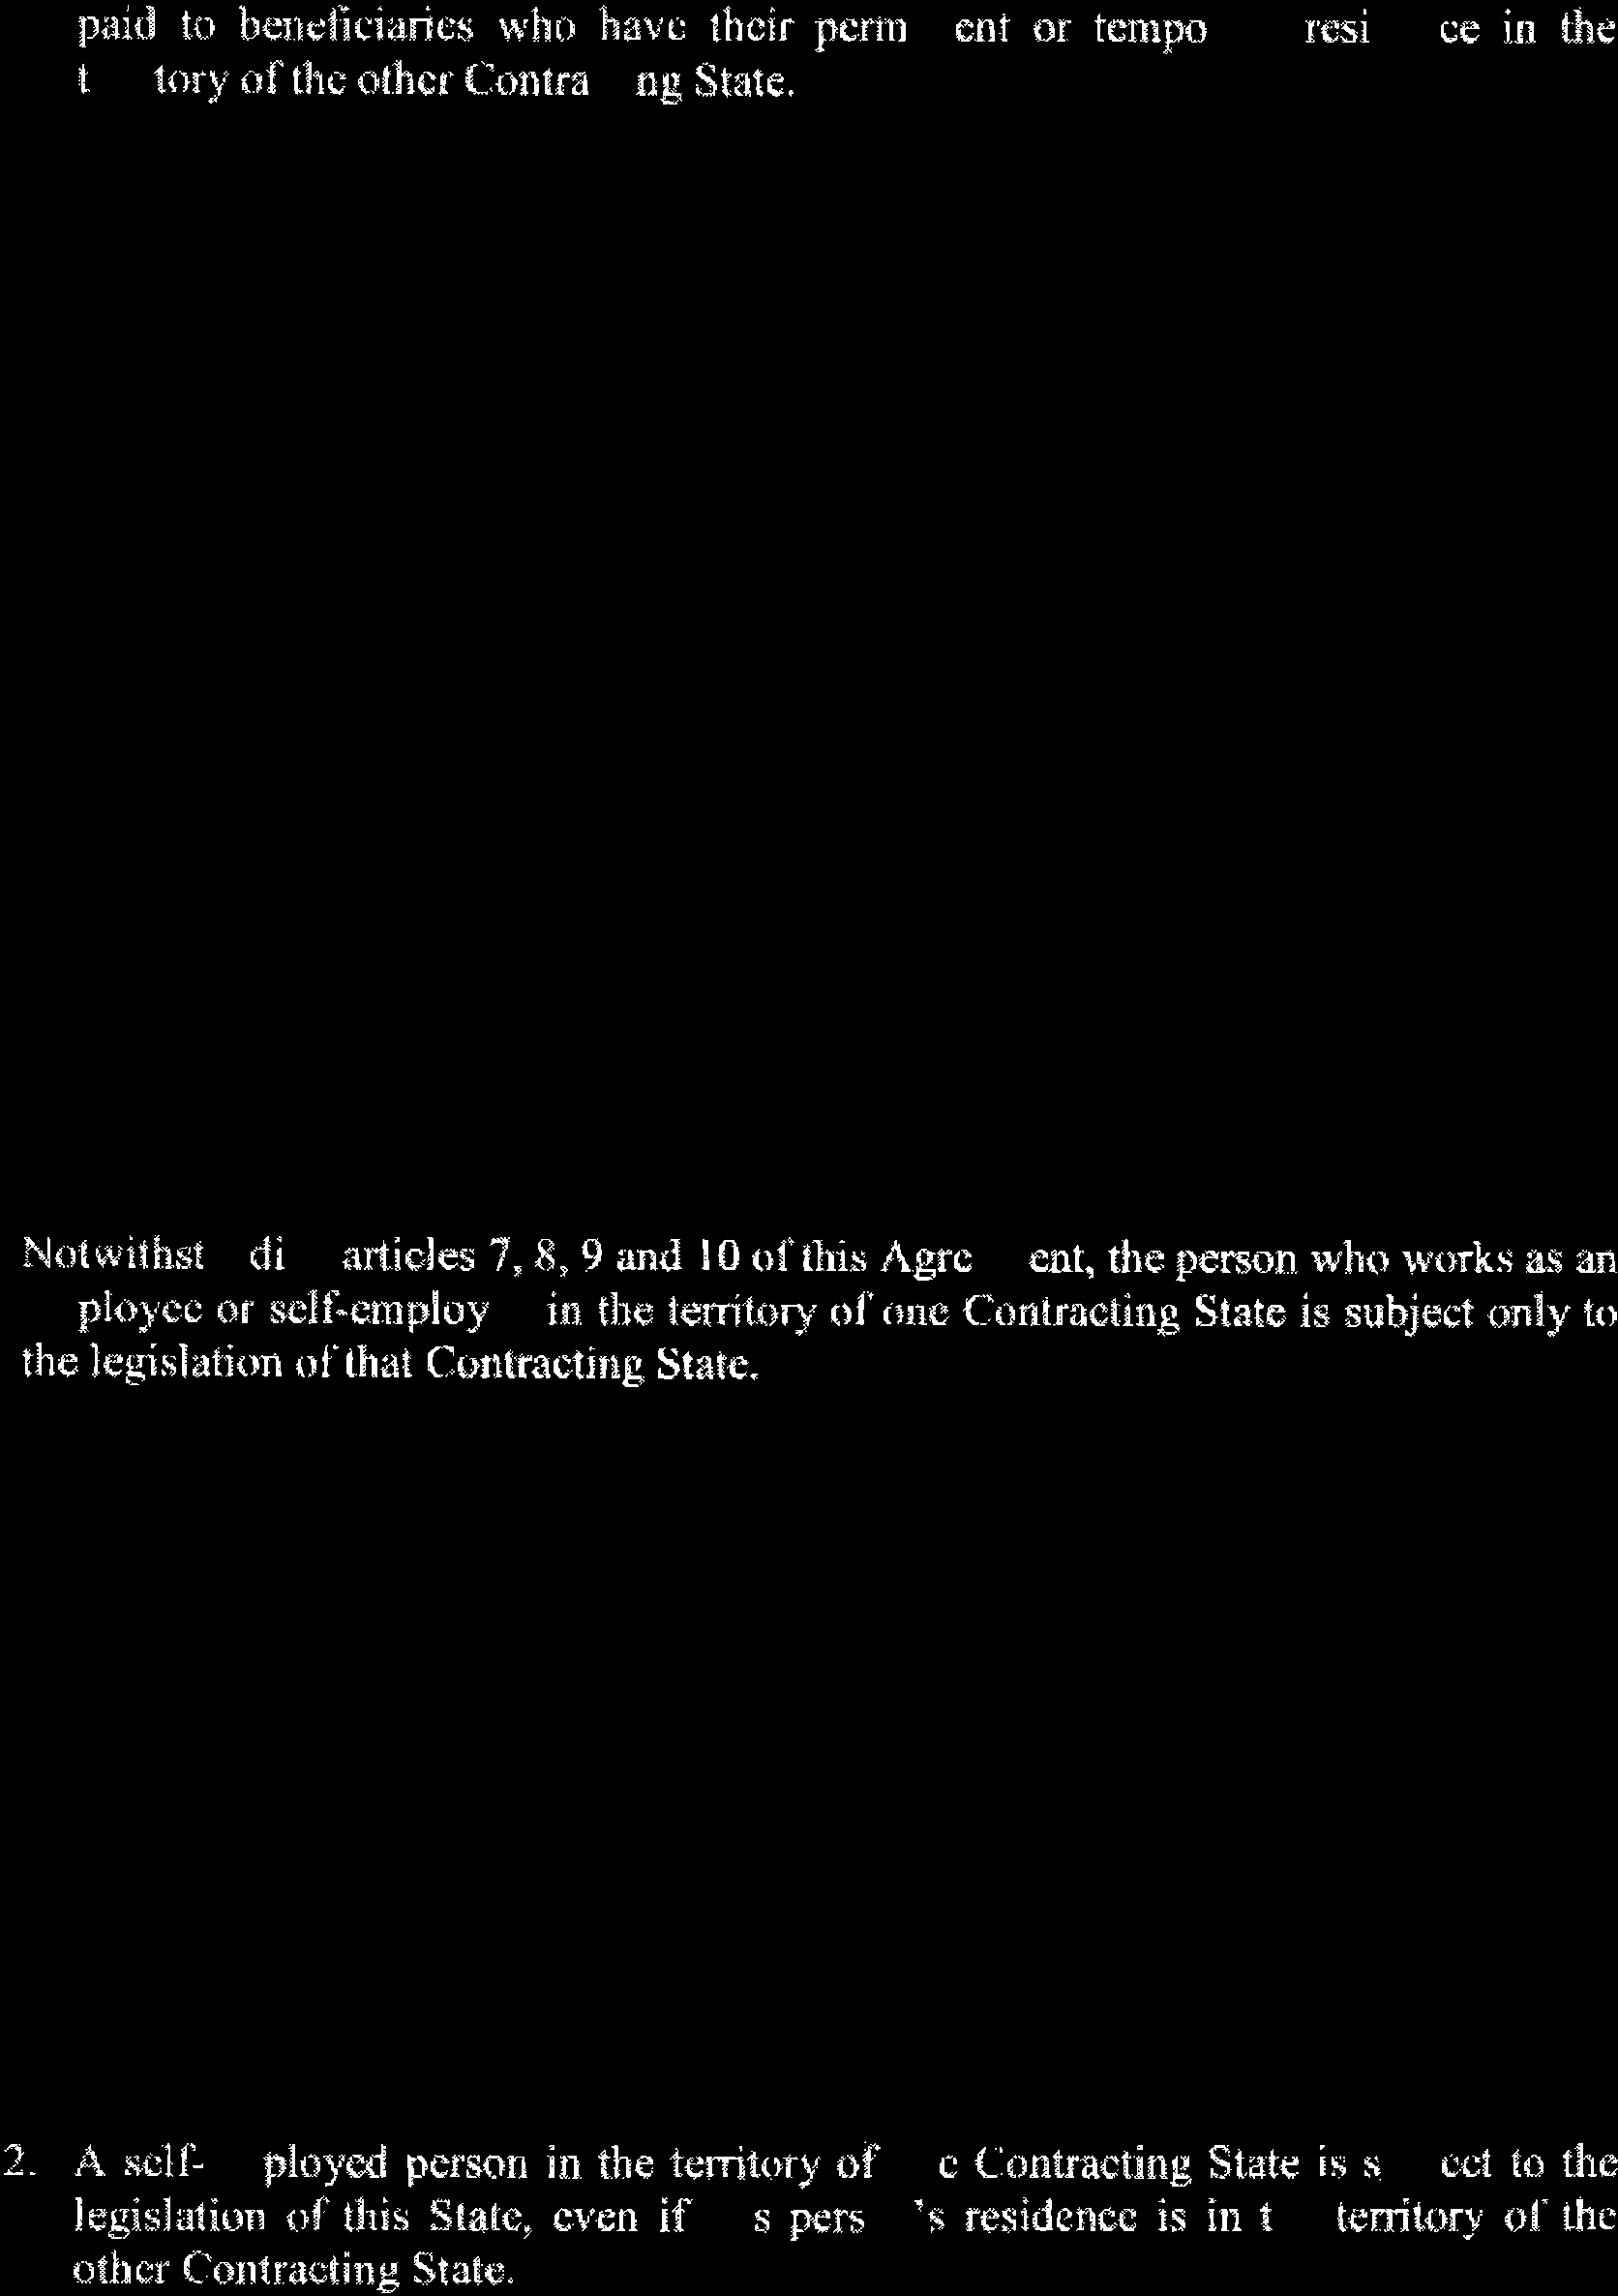 paid to beneficiaries who have their perm ent or tempo resi ce in the
t tory of the other Contra ng State.
Notwithst di articles 7, 8, 9 and 10 of this Agre ent, the person who works as an
ployee or self-employ in the territory of one Contracting State is subject only to
the legislation of that Contracting State.
2. A self- ployed person in the territory of e Contracting State is s ect to the
legislation of this State, even if s pers 's residence is in t territory of the
other Contracting State.